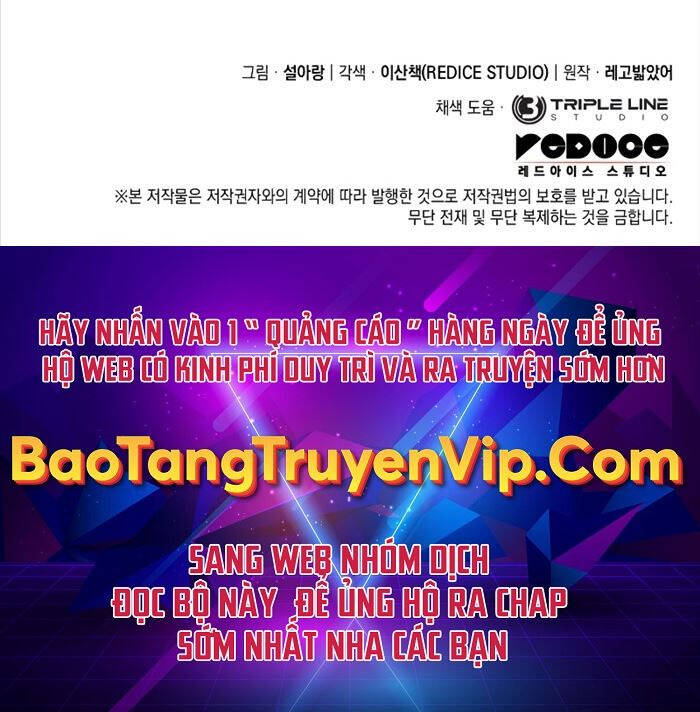 그림 · 설아랑 | 각색 · 이산책(REDICE STUDIO) | 원작 · 레고밟았어
채색 도움 · 3 TRIPLE LINE
STUDIO
REDICE
레드아이스 스튜디오
※본 저작물은 저작권자와의 계약에 따라 발행한 것으로 저작권법의 보호를 받고 있습니다.
무단 전재 및 무단 복제하는 것을 금합니다.
HÃY NHẤN VÀO 1 “ QUẢNG CÁO ” HÀNG NGÀY ĐỂ ỦNG
HỘ WEB CÓ KINH PHÍ DUY TRÌ VÀ RA TRUYỆN SỚM HƠN
BaoTangTruyenVip.Com
SANG WEB NHÓM DỊCH
ĐỌC BỘ NÀY ĐỂ ỦNG HỘ RA CHAP
SỚM NHẤT NHA CÁC BẠN